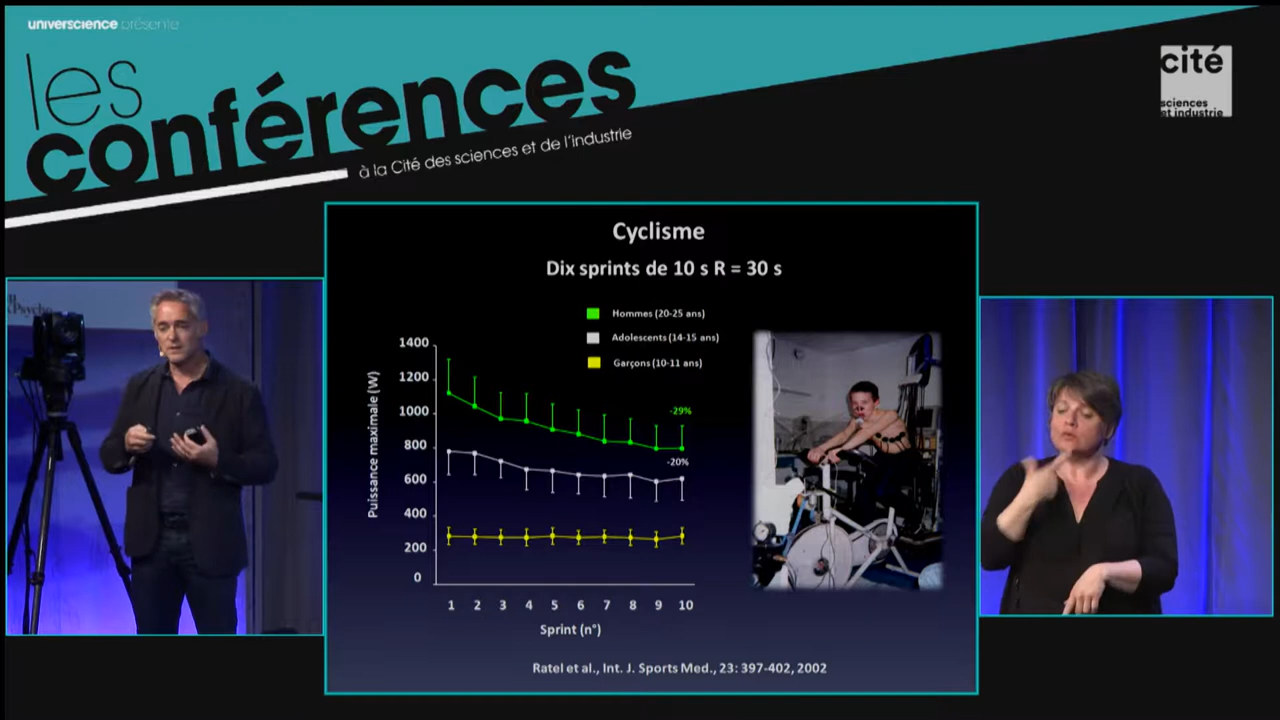 universcience présente
les
conférences
à la Cité des sciences et de l'industrie
cité
sciences
et industrie
Psycho
Cyclisme
Dix sprints de 10 s R = 30 s
Hommes (20-25 ans)
Adolescents (14-15 ans)
Garçons (10-11 ans)
Puissance maximale (W)
1400
1200
1000
800
600
400
200
0
-29%
-20%
1 2 3 4 5 6 7 8 9 10
Sprint (n°)
Ratel et al., Int. J. Sports Med., 23: 397-402, 2002